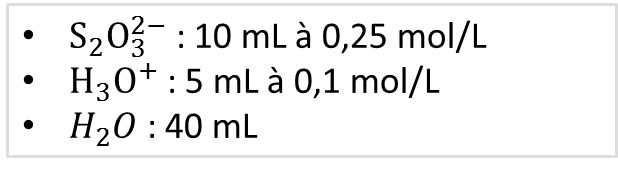 • S₂O₃²⁻ : 10 mL à 0,25 mol/L
• H₃O⁺ : 5 mL à 0,1 mol/L
• H₂O : 40 mL